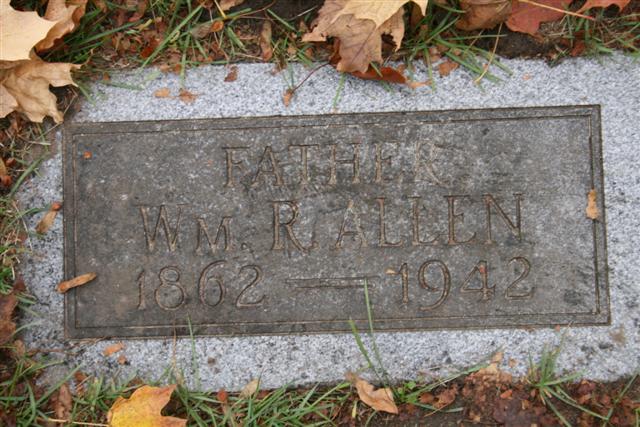 FATHER
WM. R. ALLEN
1862 — 1942